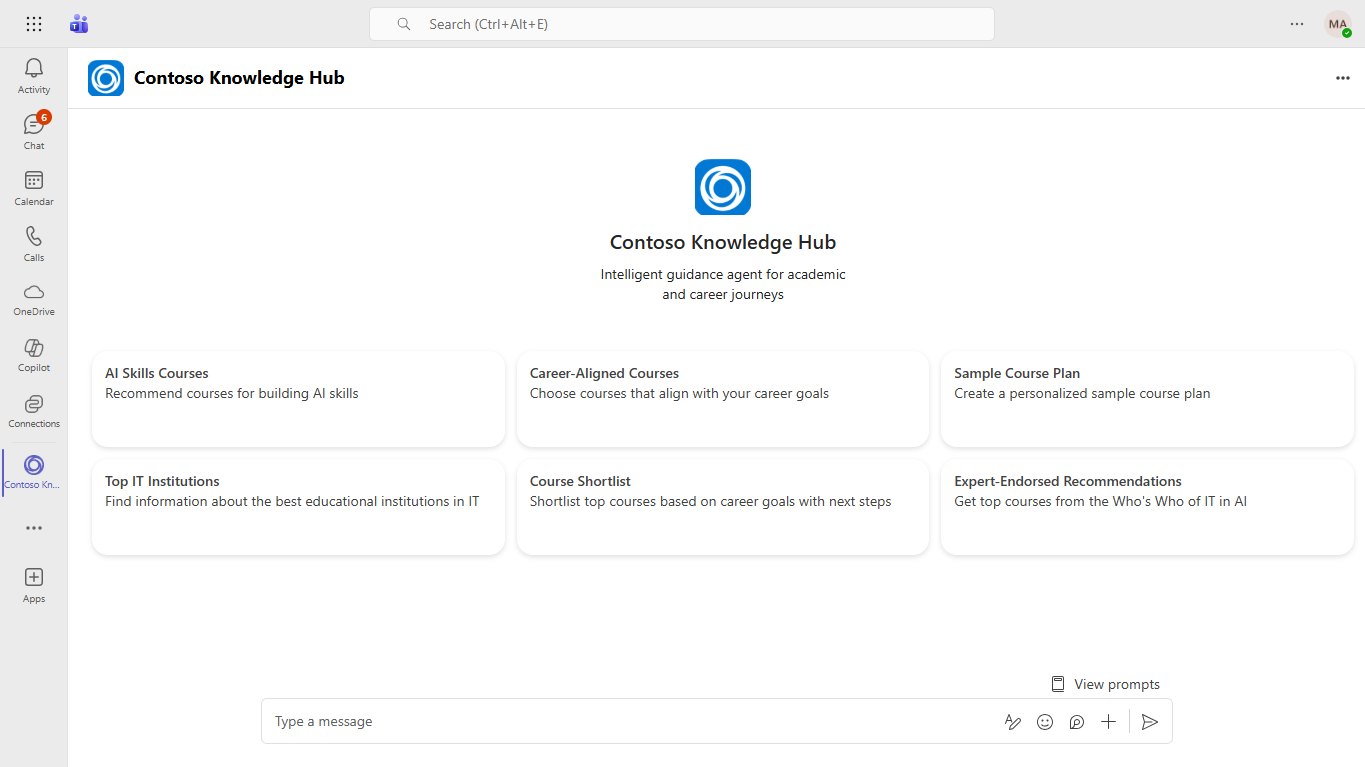 Search (Ctrl+Alt+E)
MA
Activity
6
Chat
Calendar
Calls
OneDrive
Copilot
Connections
Contoso Kn...
Apps
Contoso Knowledge Hub
Contoso Knowledge Hub
Intelligent guidance agent for academic
and career journeys
AI Skills Courses
Recommend courses for building AI skills
Career-Aligned Courses
Choose courses that align with your career goals
Sample Course Plan
Create a personalized sample course plan
Top IT Institutions
Find information about the best educational institutions in IT
Course Shortlist
Shortlist top courses based on career goals with next steps
Expert-Endorsed Recommendations
Get top courses from the Who's Who of IT in AI
View prompts
Type a message